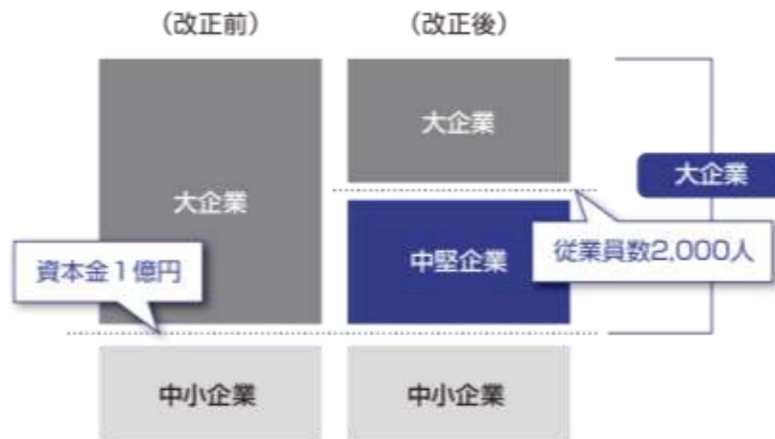 （改正前）
（改正後）
大企業
大企業
大企業
中堅企業
従業員数2,000人
資本金１億円
中小企業
中小企業